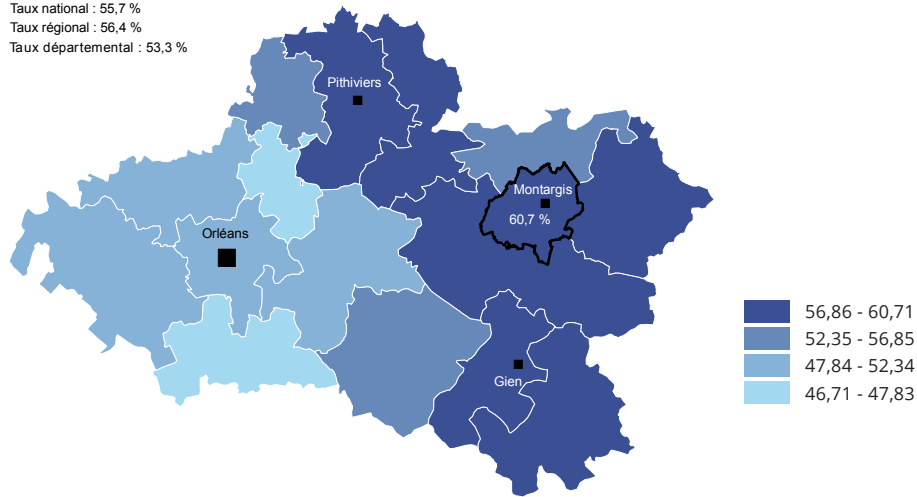 Taux national : 55,7 %
Taux régional : 56,4 %
Taux départemental : 53,3 %
Pithiviers
Montargis
60,7 %
Orléans
Gien
56,86 - 60,71
52,35 - 56,85
47,84 - 52,34
46,71 - 47,83